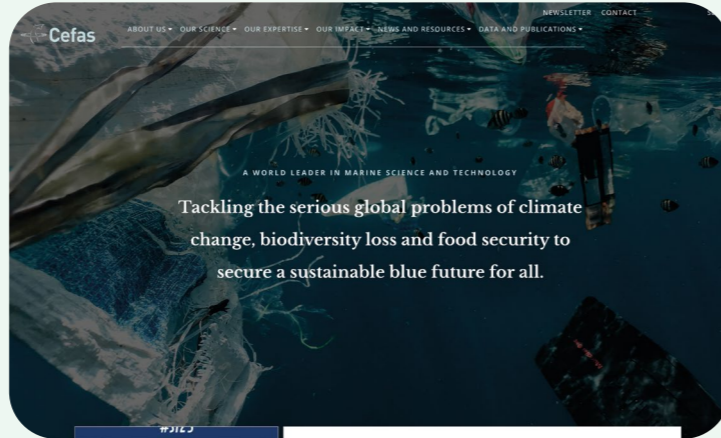 NEWSLETTER CONTACT
Cefas
ABOUT US OUR SCIENCE OUR EXPERTISE OUR IMPACT NEWS AND RESOURCES DATA AND PUBLICATIONS
A WORLD LEADER IN MARINE SCIENCE AND TECHNOLOGY
Tackling the serious global problems of climate
change, biodiversity loss and food security to
secure a sustainable blue future for all.